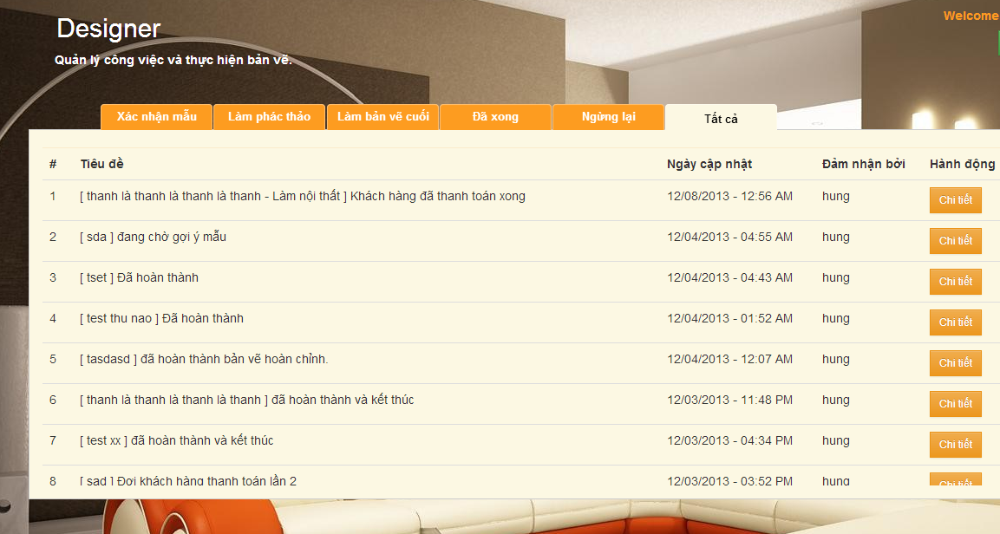 Welcome
Designer
Quản lý công việc và thực hiện bản vẽ.
Xác nhận mẫu Làm phác thảo Làm bản vẽ cuối Đã xong Ngừng lại Tất cả
# Tiêu đề Ngày cập nhật Đảm nhận bởi Hành động
1 [ thanh là thanh là thanh là thanh - Làm nội thất ] Khách hàng đã thanh toán xong 12/08/2013 - 12:56 AM hung Chi tiết
2 [ sda ] đang chờ gợi ý mẫu 12/04/2013 - 04:55 AM hung Chi tiết
3 [ tset ] Đã hoàn thành 12/04/2013 - 04:43 AM hung Chi tiết
4 [ test thu nao ] Đã hoàn thành 12/04/2013 - 01:52 AM hung Chi tiết
5 [ tasdasd ] đã hoàn thành bản vẽ hoàn chỉnh. 12/04/2013 - 12:07 AM hung Chi tiết
6 [ thanh là thanh là thanh là thanh ] đã hoàn thành và kết thúc 12/03/2013 - 11:48 PM hung Chi tiết
7 [ test xx ] đã hoàn thành và kết thúc 12/03/2013 - 04:34 PM hung Chi tiết
8 [ sad ] Đợi khách hàng thanh toán lần 2 12/03/2013 - 03:52 PM hung Chi tiết